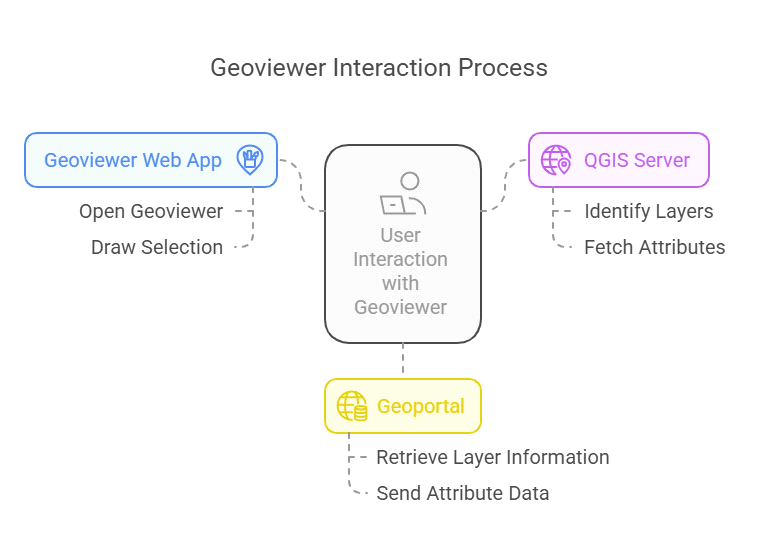 Geoviewer Interaction Process
Geoviewer Web App
Open Geoviewer
Draw Selection
User
Interaction
with
Geoviewer
QGIS Server
Identify Layers
Fetch Attributes
Geoportal
Retrieve Layer Information
Send Attribute Data